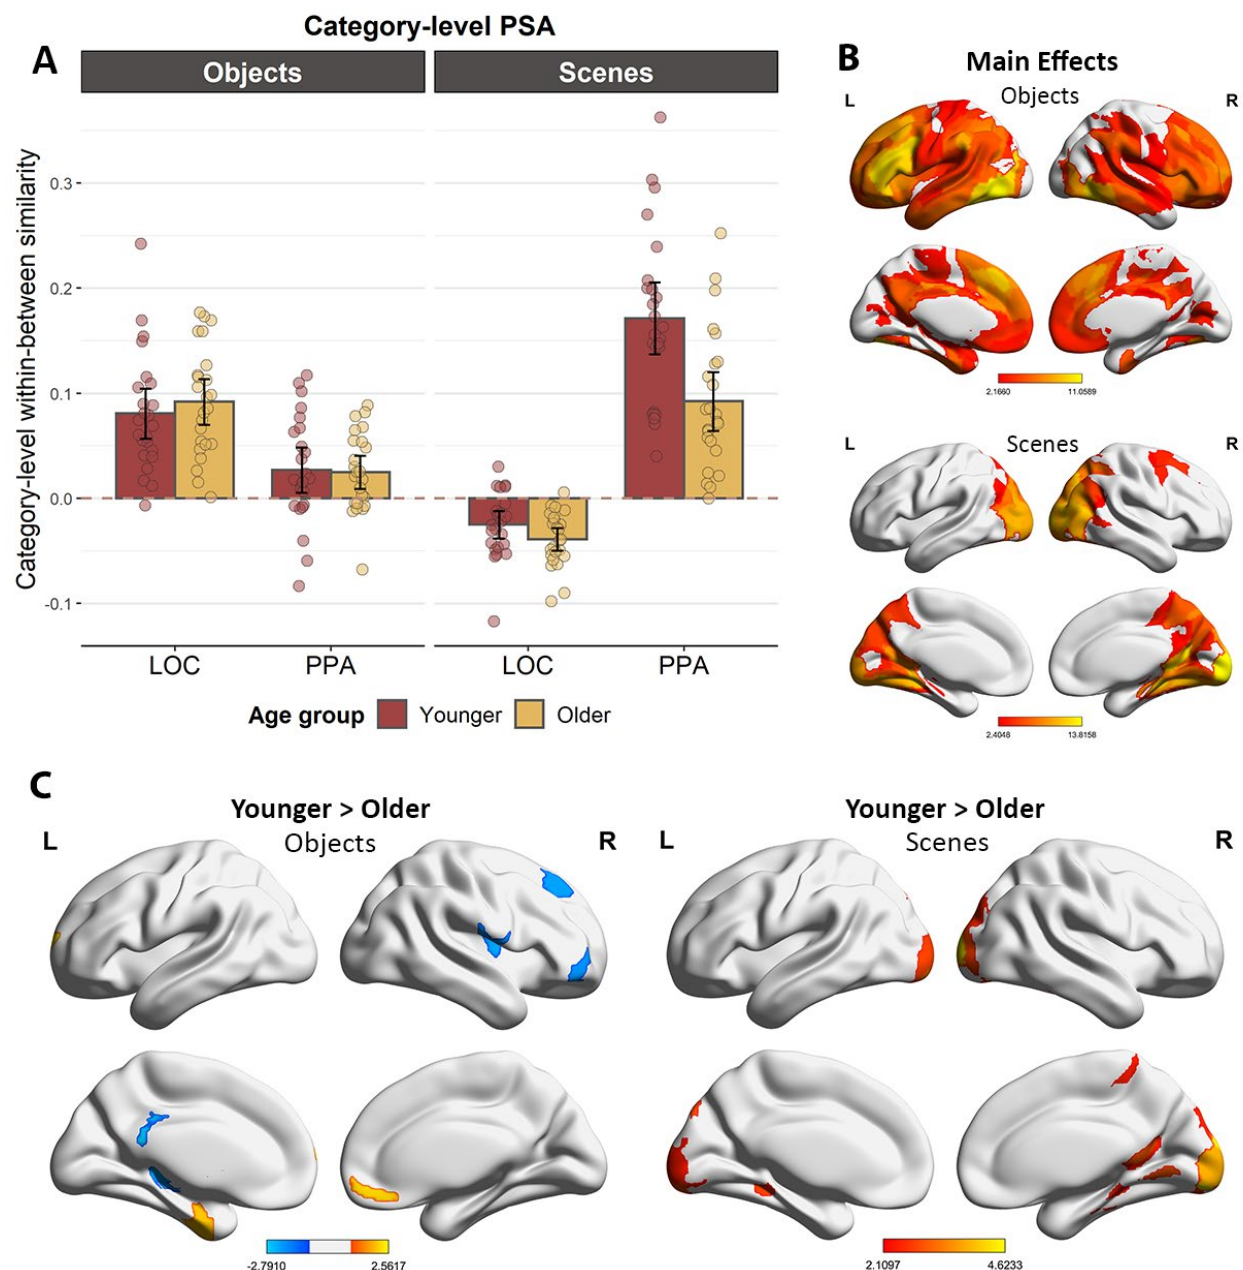 Category-level PSA
A
Objects
Scenes
Category-level within-between similarity
0.3
0.2
0.1
0.0
-0.1
LOC
PPA
LOC
PPA
Age group
Younger
Older
B
Main Effects
Objects
L
R
2.1660
11.0589
L
Scenes
R
2.4048
13.8158
C
Younger > Older
L
Objects
R
-2.7910
2.5617
Younger > Older
L
Scenes
R
2.1097
4.6233